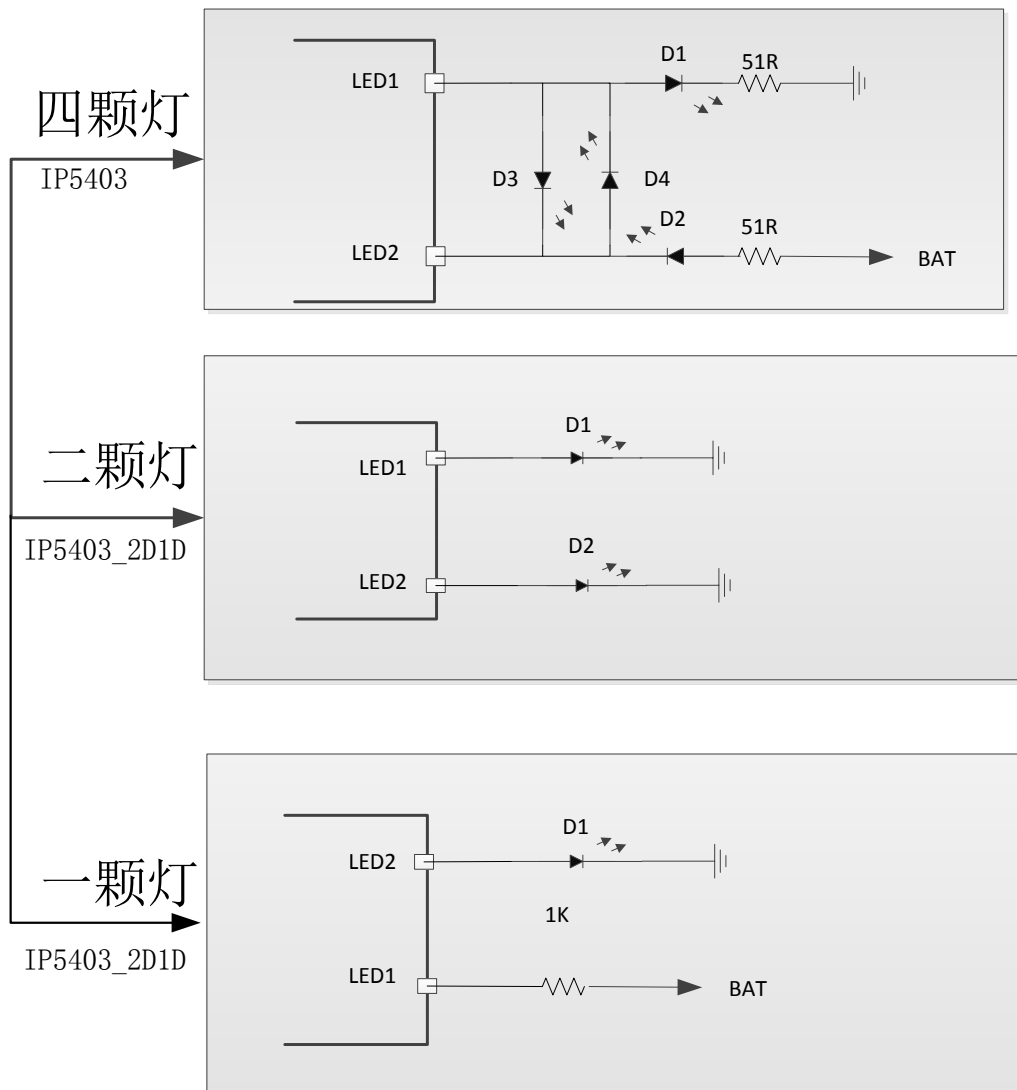 四颗灯
IP5403
LED1
D1
51R
D3
D4
D2
51R
LED2
BAT
二颗灯
IP5403_2D1D
LED1
D1
LED2
D2
一颗灯
IP5403_2D1D
LED2
D1
1K
LED1
BAT